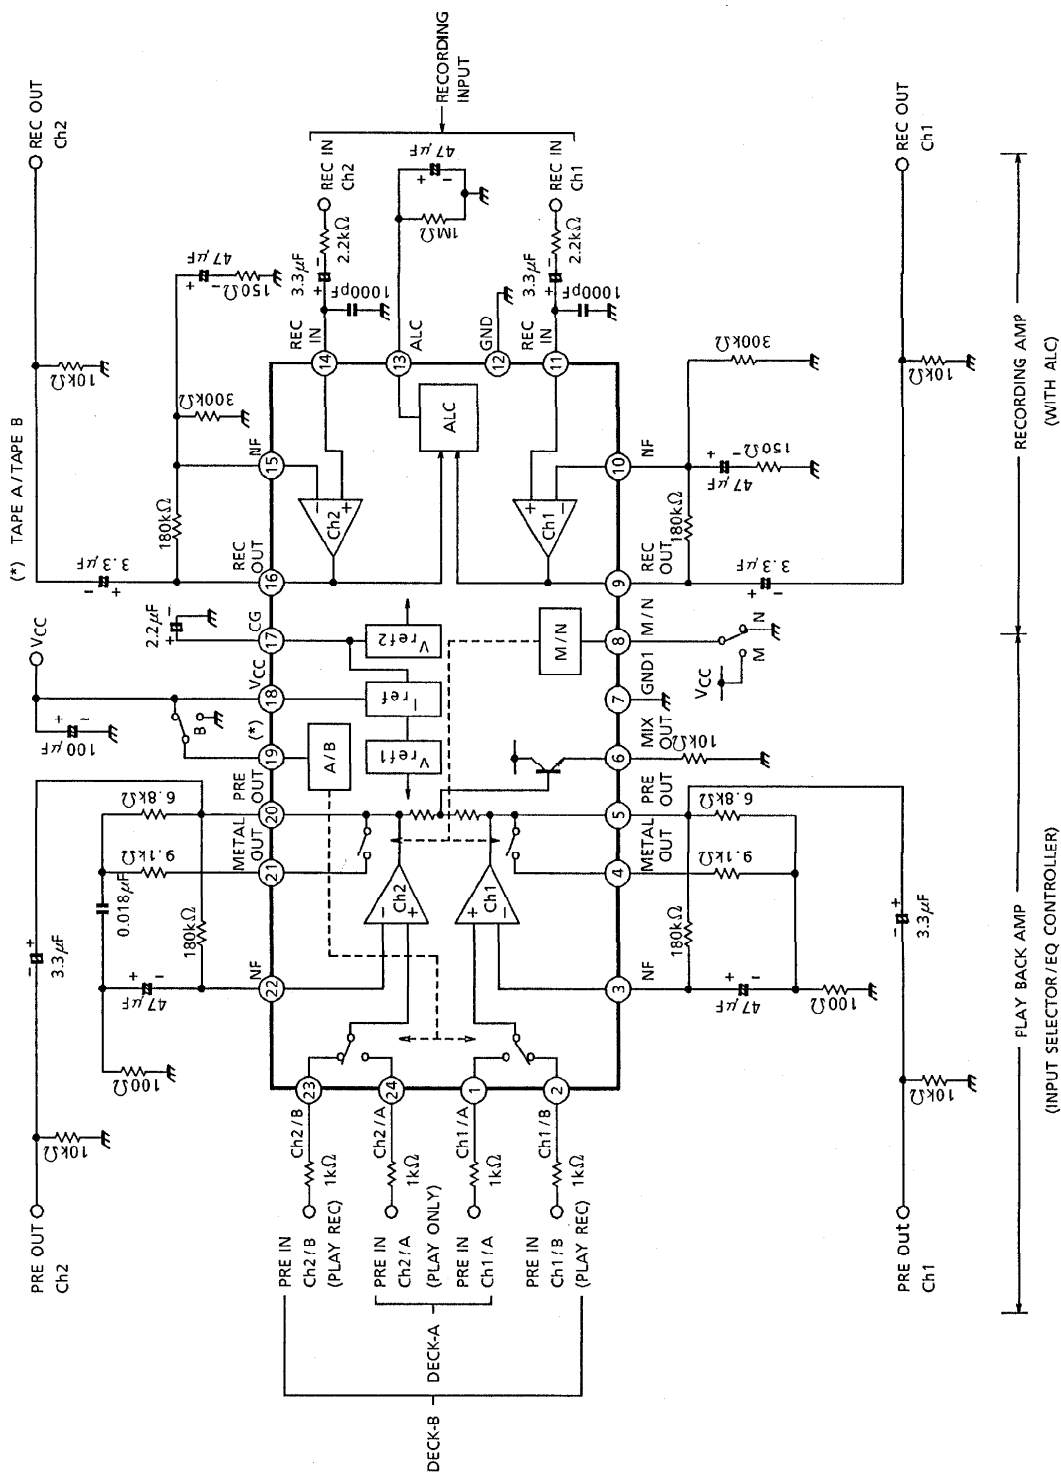 (*) TAPE A/TAPE B
PRE OUT
Ch2
10kΩ
3.3μF
100μF
VCC
3.3μF
10kΩ
REC OUT
Ch2
100Ω
47μF
180kΩ
0.018μF
9.1kΩ
6.8kΩ
B
2.2μF
180kΩ
300kΩ
47μF
150Ω
NF
METAL OUT
PRE OUT
(*)
VCC
CG
REC OUT
NF
22
21
20
19
18
17
16
15
PRE IN
Ch2/B
(PLAY REC)
1kΩ
Ch2/B
23
A/B
Vref1
Iref
Vref2
Ch2
14
REC IN
1000pF
3.3μF
2.2kΩ
REC IN
Ch2
PRE IN
Ch2/A
(PLAY ONLY)
1kΩ
Ch2/A
24
Ch2
ALC
13
ALC
1MΩ
47μF
RECORDING INPUT
DECK-B
DECK-A
PRE IN
Ch1/A
1kΩ
Ch1/A
1
Ch1
12
GND
PRE IN
Ch1/B
(PLAY REC)
1kΩ
Ch1/B
2
M/N
Ch1
11
REC IN
1000pF
3.3μF
2.2kΩ
REC IN
Ch1
3
4
5
6
7
8
9
10
NF
METAL OUT
PRE OUT
MIX OUT
GND1
M/N
REC OUT
NF
100Ω
47μF
180kΩ
9.1kΩ
6.8kΩ
10kΩ
VCC
M
N
180kΩ
47μF
150Ω
300kΩ
3.3μF
PRE Out
Ch1
10kΩ
3.3μF
10kΩ
REC OUT
Ch1
FLAY BACK AMP
(INPUT SELECTOR/EQ CONTROLLER)
RECORDING AMP
(WITH ALC)